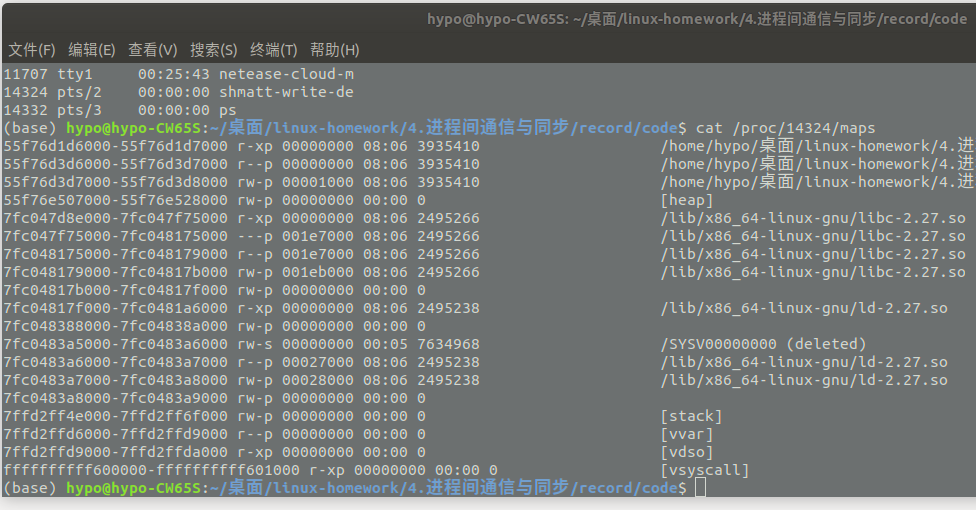 hypo@hypo-CW65S: ~/桌面/linux-homework/4.进程间通信与同步/record/code
文件(F) 编辑(E) 查看(V) 搜索(S) 终端(T) 帮助(H)
11707 tty1     00:25:43 netease-cloud-m
14324 pts/2    00:00:00 shmatt-write-de
14332 pts/3    00:00:00 ps
(base) hypo@hypo-CW65S:~/桌面/linux-homework/4.进程间通信与同步/record/code$ cat /proc/14324/maps
55f76d1d6000-55f76d1d7000 r-xp 00000000 08:06 3935410                    /home/hypo/桌面/linux-homework/4.进
55f76d3d6000-55f76d3d7000 r--p 00000000 08:06 3935410                    /home/hypo/桌面/linux-homework/4.进
55f76d3d7000-55f76d3d8000 rw-p 00001000 08:06 3935410                    /home/hypo/桌面/linux-homework/4.进
55f76e507000-55f76e528000 rw-p 00000000 00:00 0                          [heap]
7fc047d8e000-7fc047f75000 r-xp 00000000 08:06 2495266                    /lib/x86_64-linux-gnu/libc-2.27.so
7fc047f75000-7fc048175000 ---p 001e7000 08:06 2495266                    /lib/x86_64-linux-gnu/libc-2.27.so
7fc048175000-7fc048179000 r--p 001e7000 08:06 2495266                    /lib/x86_64-linux-gnu/libc-2.27.so
7fc048179000-7fc04817b000 rw-p 001eb000 08:06 2495266                    /lib/x86_64-linux-gnu/libc-2.27.so
7fc04817b000-7fc04817f000 rw-p 00000000 00:00 0
7fc04817f000-7fc0481a6000 r-xp 00000000 08:06 2495238                    /lib/x86_64-linux-gnu/ld-2.27.so
7fc048388000-7fc04838a000 rw-p 00000000 00:00 0
7fc0483a5000-7fc0483a6000 rw-s 00000000 00:05 7634968                    /SYSV00000000 (deleted)
7fc0483a6000-7fc0483a7000 r--p 00027000 08:06 2495238                    /lib/x86_64-linux-gnu/ld-2.27.so
7fc0483a7000-7fc0483a8000 rw-p 00028000 08:06 2495238                    /lib/x86_64-linux-gnu/ld-2.27.so
7fc0483a8000-7fc0483a9000 rw-p 00000000 00:00 0
7ffd2ff4e000-7ffd2ff6f000 rw-p 00000000 00:00 0                          [stack]
7ffd2ffd6000-7ffd2ffd9000 r--p 00000000 00:00 0                          [vvar]
7ffd2ffd9000-7ffd2ffda000 r-xp 00000000 00:00 0                          [vdso]
ffffffffff600000-ffffffffff601000 r-xp 00000000 00:00 0                  [vsyscall]
(base) hypo@hypo-CW65S:~/桌面/linux-homework/4.进程间通信与同步/record/code$